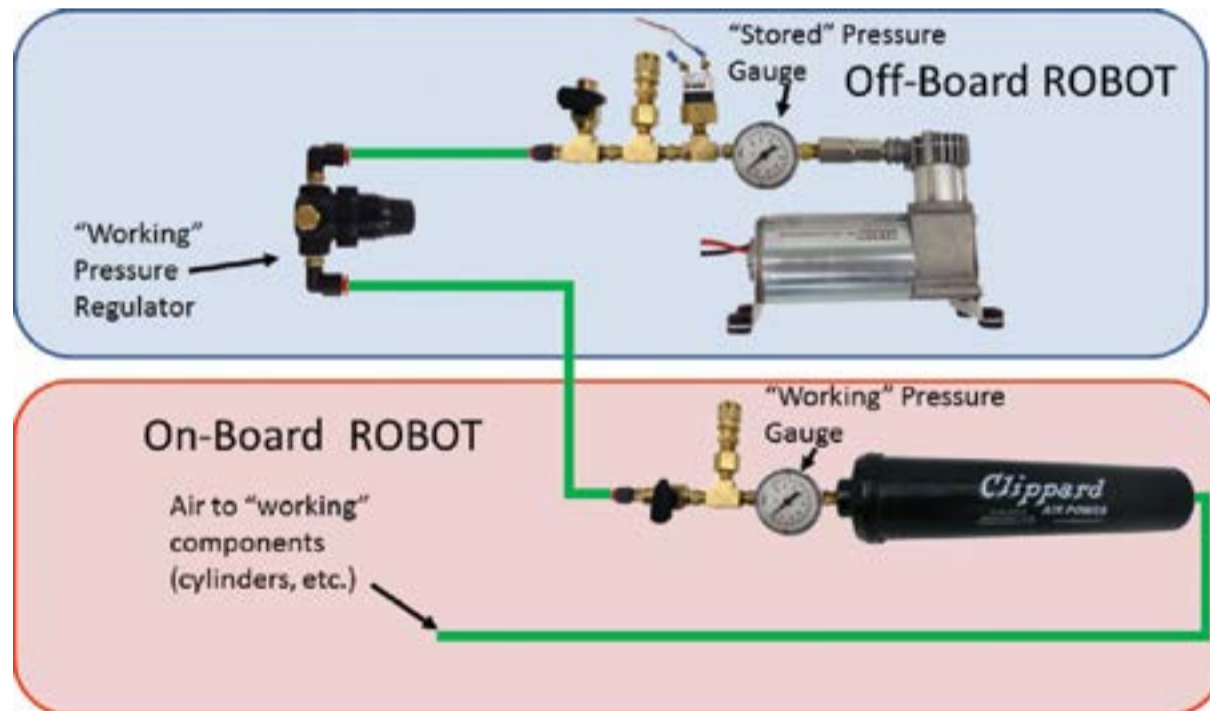 "Stored" Pressure
Gauge
Off-Board ROBOT
"Working"
Pressure
Regulator
On-Board ROBOT
"Working" Pressure
Gauge
Air to "working"
components
(cylinders, etc.)
Clippard
AIR POWER